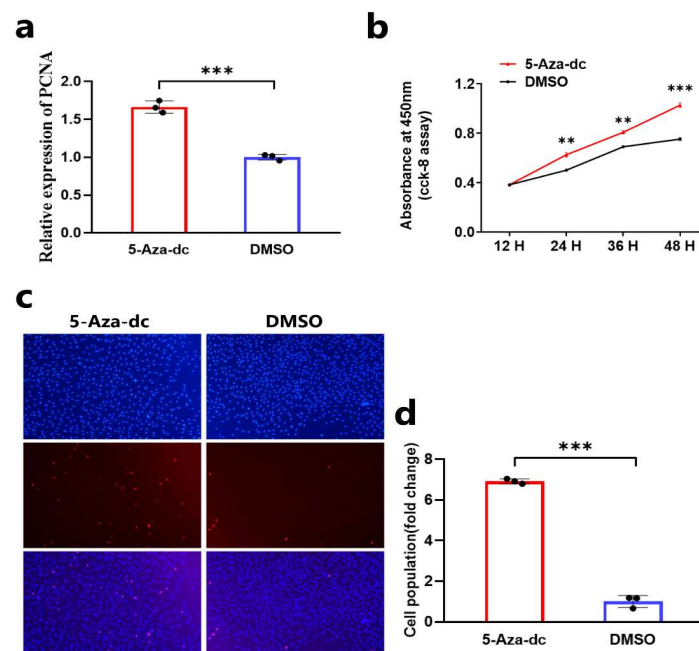 a
Relative expression of PCNA
2.0
1.5
1.0
0.5
0.0
***
5-Aza-dc
DMSO
b
Absorbance at 450nm
(cck-8 assay)
1.2
0.8
0.4
0.0
5-Aza-dc
DMSO
**
**
***
12 H
24 H
36 H
48 H
c
5-Aza-dc
DMSO
d
Cell population(fold change)
8
6
4
2
0
***
5-Aza-dc
DMSO